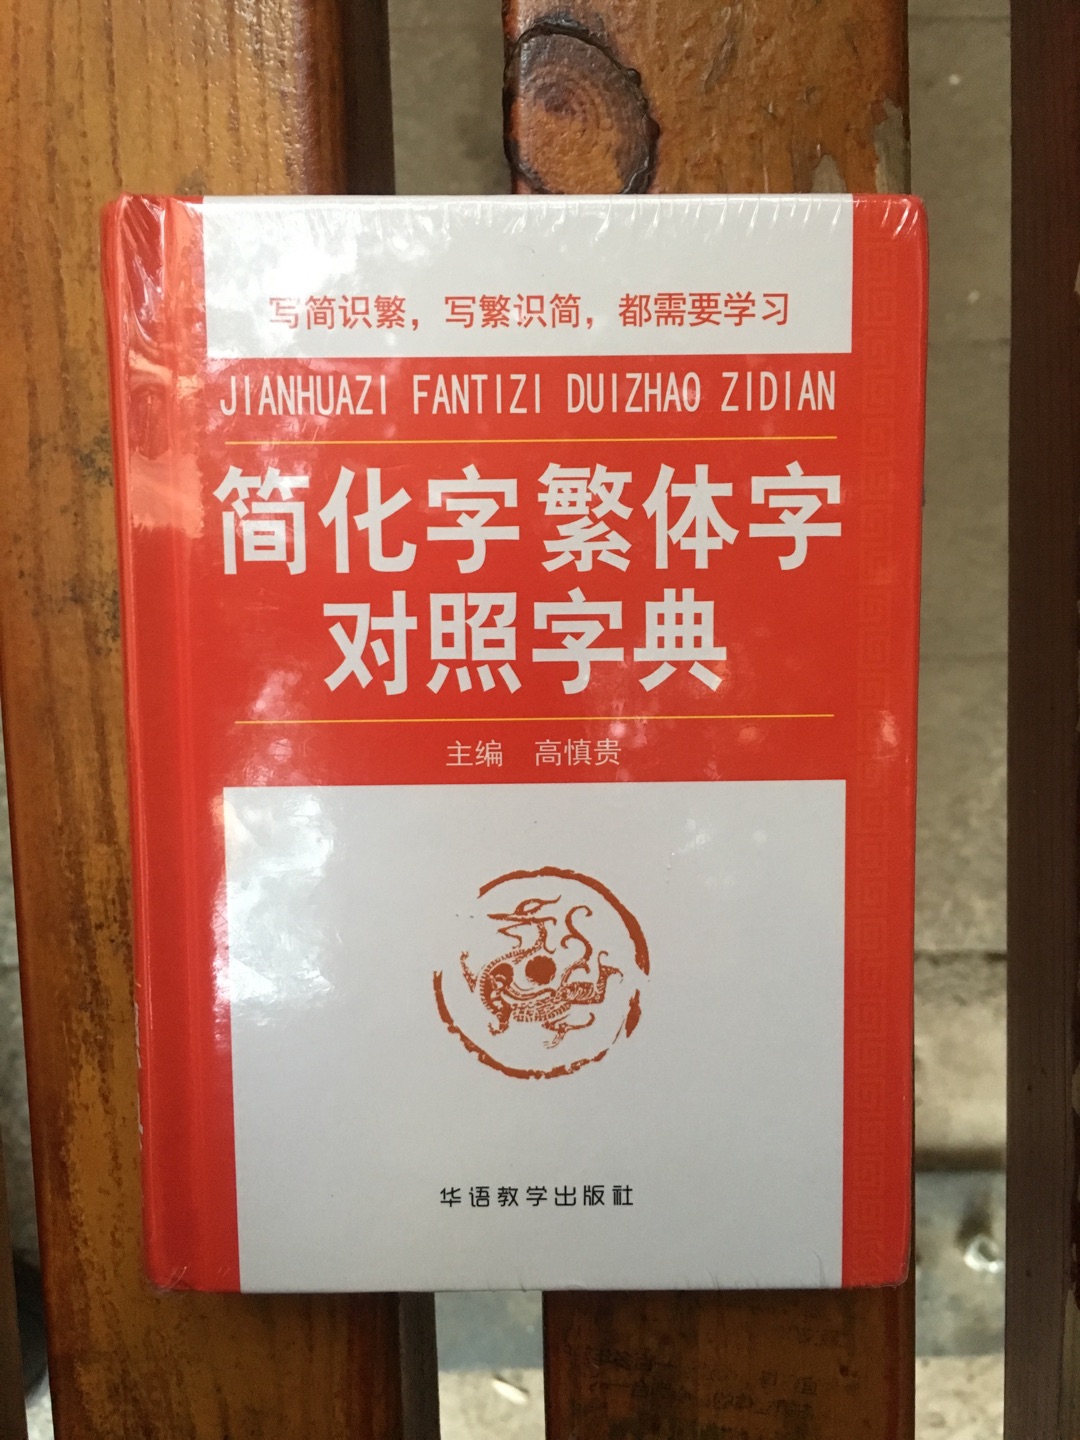 写简识繁，写繁识简，都需要学习
JIANHUAZI FANTIZI DUIZHAO ZIDIAN
简化字繁体字
对照字典
主编 高慎贵
华语教学出版社